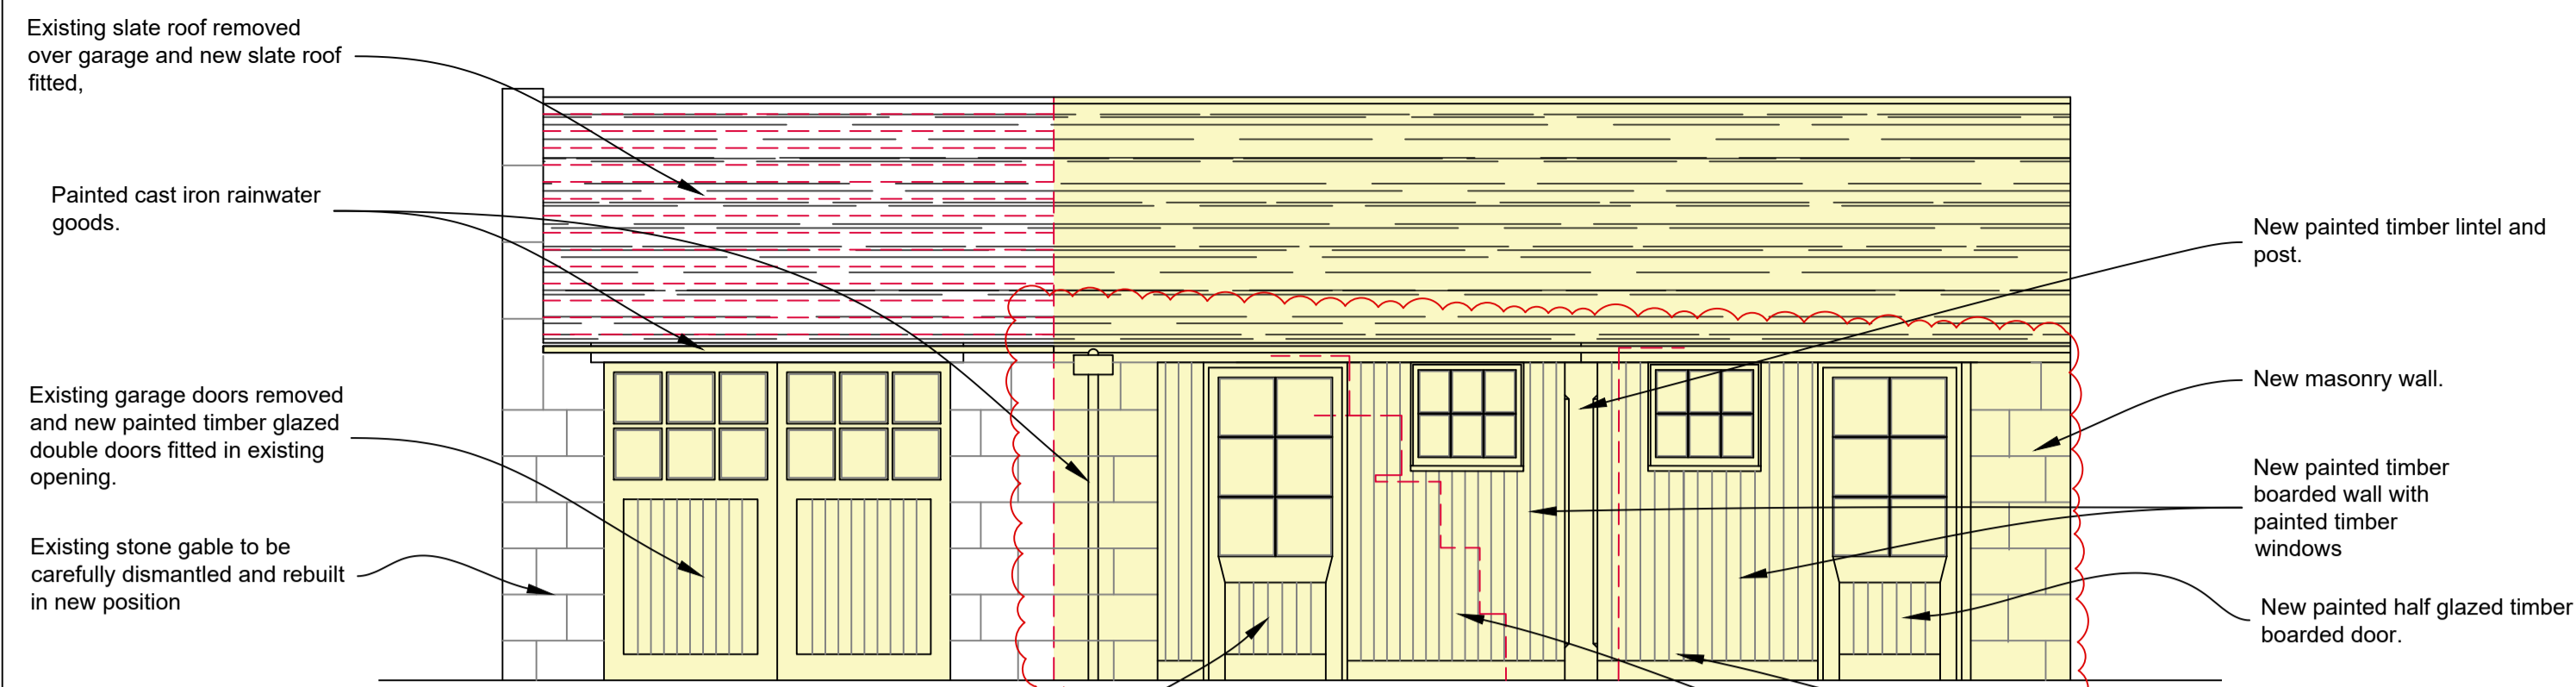 Existing slate roof removed
over garage and new slate roof
fitted,
Painted cast iron rainwater
goods.
Existing garage doors removed
and new painted timber glazed
double doors fitted in existing
opening.
Existing stone gable to be
carefully dismantled and rebuilt
in new position
New painted timber lintel and
post.
New masonry wall.
New painted timber
boarded wall with
painted timber
windows
New painted half glazed timber
boarded door.